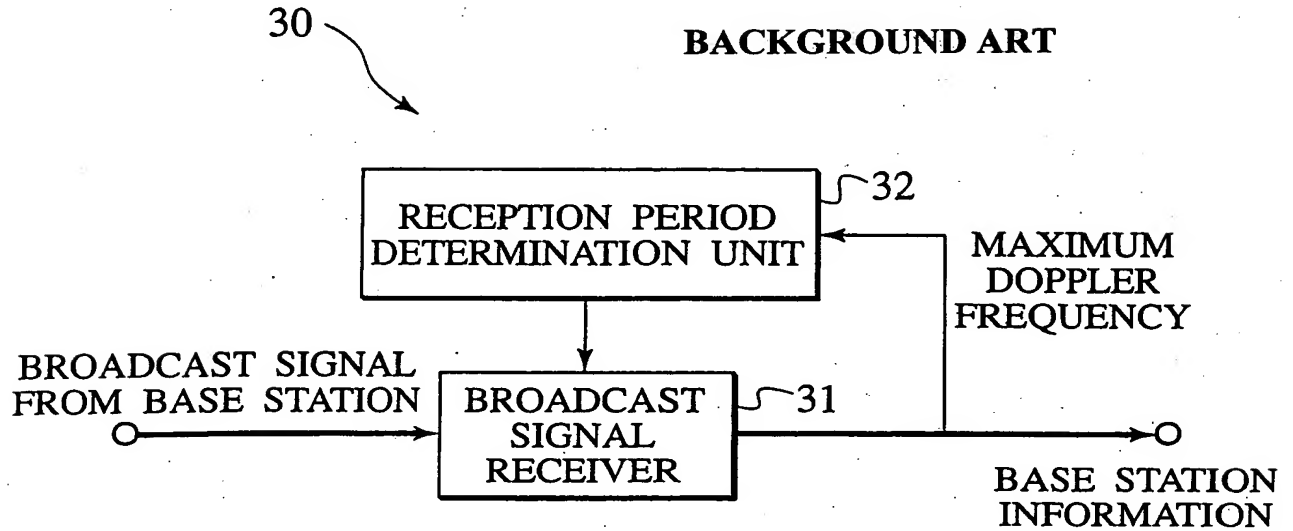 30
BACKGROUND ART
32
RECEPTION PERIOD
DETERMINATION UNIT
MAXIMUM
DOPPLER
FREQUENCY
BROADCAST SIGNAL
FROM BASE STATION
BROADCAST
SIGNAL
RECEIVER
31
BASE STATION
INFORMATION